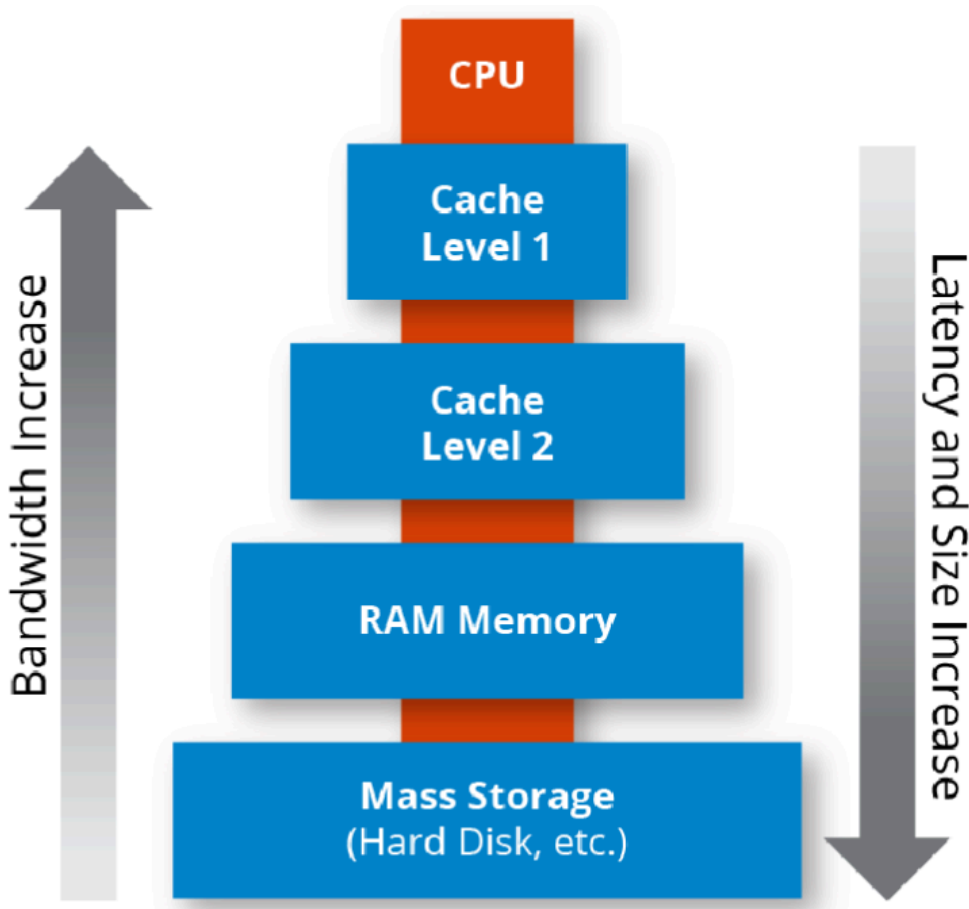 CPU
Cache
Level 1
Cache
Level 2
RAM Memory
Mass Storage
(Hard Disk, etc.)
Bandwidth Increase
Latency and Size Increase